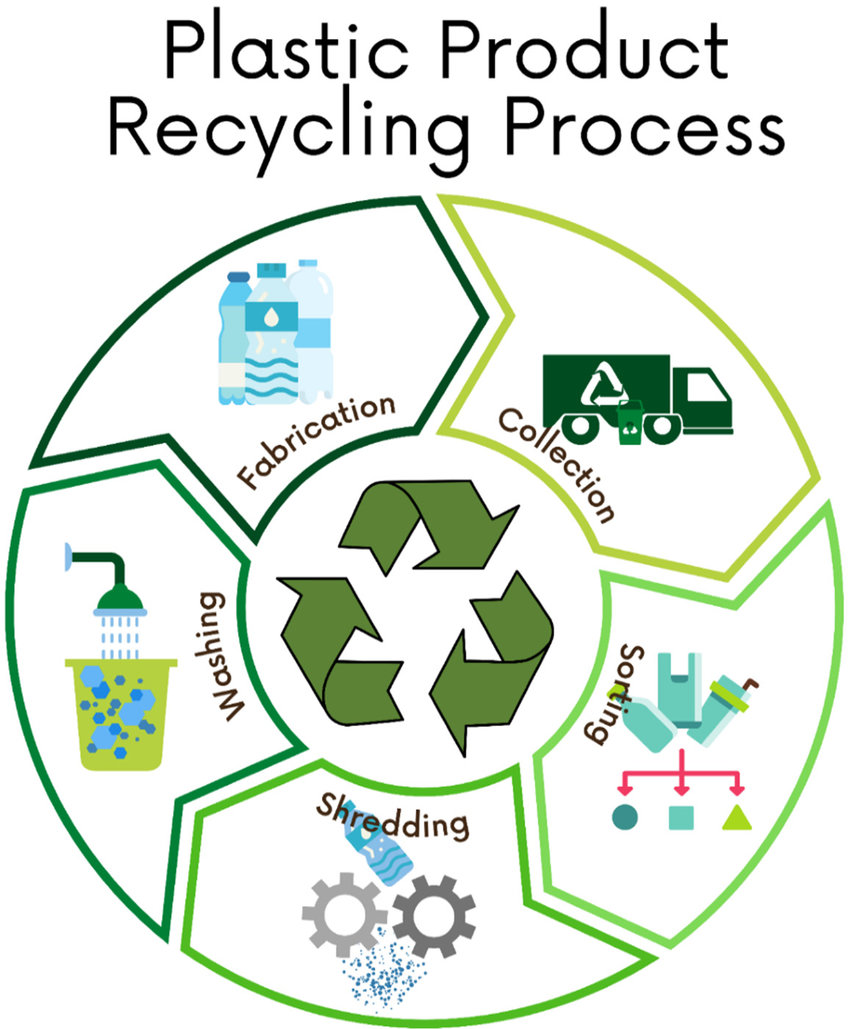 Plastic Product
Recycling Process
Fabrication
Collection
Washing
Sorting
Shredding